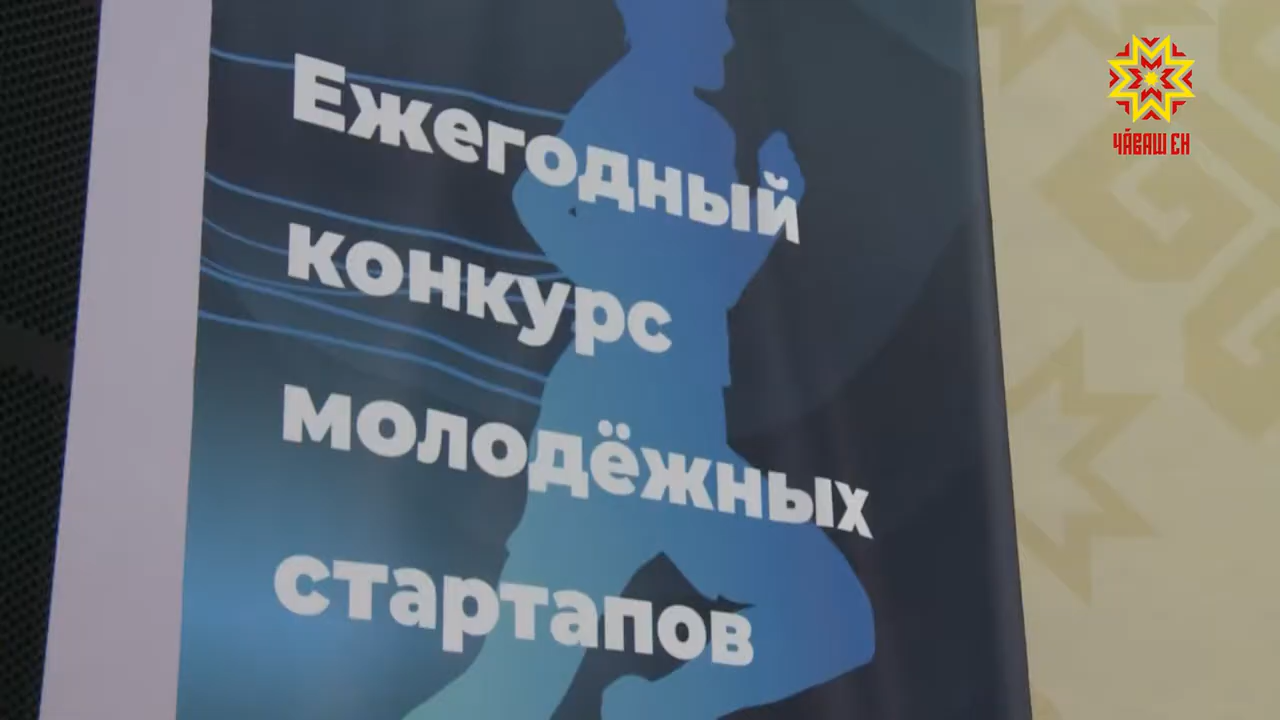 Ежегодный
конкурс
молодёжных
стартапов
ЧӐВАШ ЕН